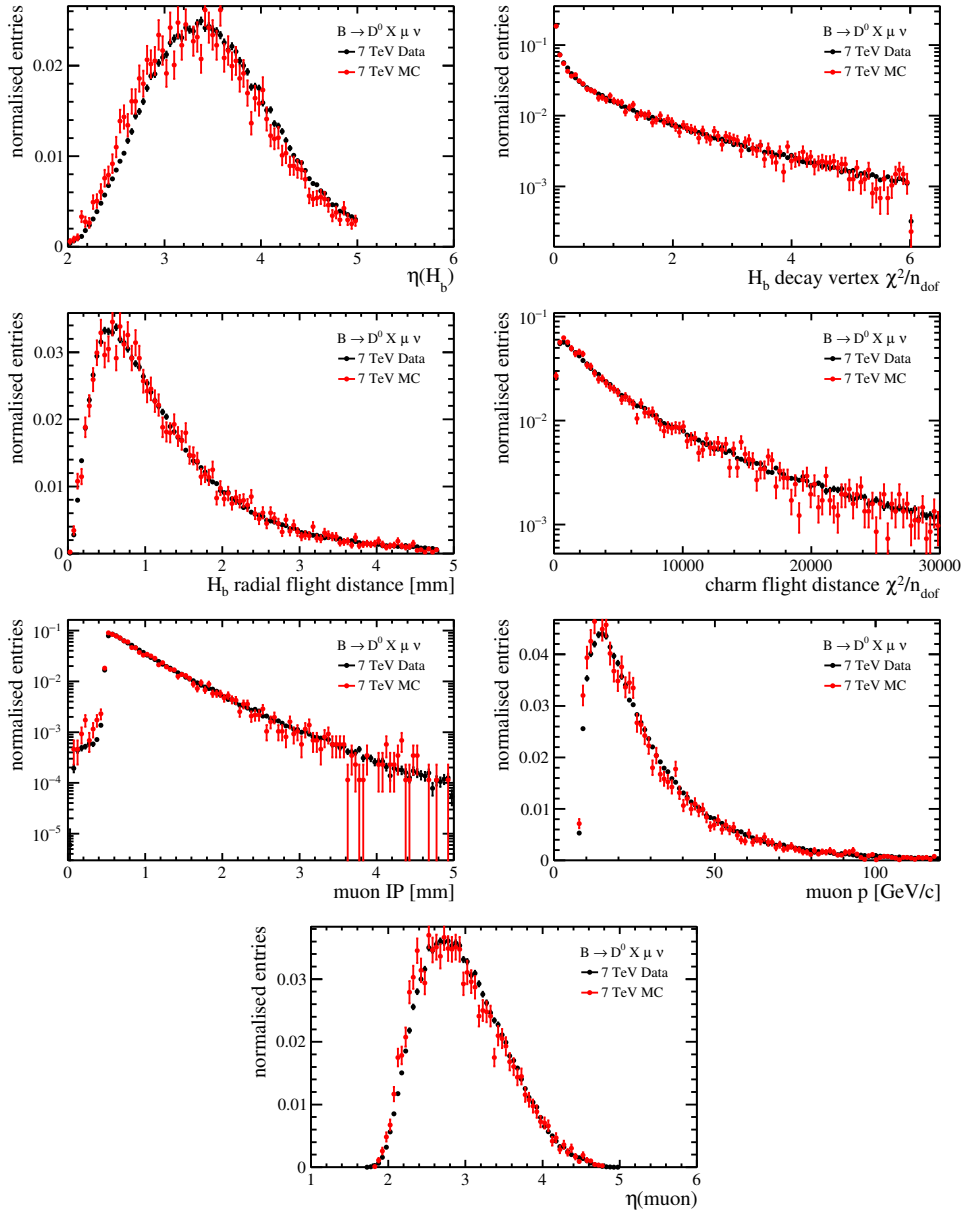 normalised entries
B → D⁰ X μ ν
7 TeV Data
7 TeV MC
0.02
0.01
0
2 3 4 5 6
η(H_b)
normalised entries
B → D⁰ X μ ν
7 TeV Data
7 TeV MC
10⁻¹
10⁻²
10⁻³
0 2 4 6
H_b decay vertex χ²/n_dof
normalised entries
B → D⁰ X μ ν
7 TeV Data
7 TeV MC
0.03
0.02
0.01
0
0 1 2 3 4 5
H_b radial flight distance [mm]
normalised entries
B → D⁰ X μ ν
7 TeV Data
7 TeV MC
10⁻¹
10⁻²
10⁻³
0 10000 20000 30000
charm flight distance χ²/n_dof
normalised entries
B → D⁰ X μ ν
7 TeV Data
7 TeV MC
10⁻¹
10⁻²
10⁻³
10⁻⁴
10⁻⁵
0 1 2 3 4 5
muon IP [mm]
normalised entries
B → D⁰ X μ ν
7 TeV Data
7 TeV MC
0.04
0.03
0.02
0.01
0
0 50 100
muon p [GeV/c]
normalised entries
B → D⁰ X μ ν
7 TeV Data
7 TeV MC
0.03
0.02
0.01
0
1 2 3 4 5 6
η(muon)